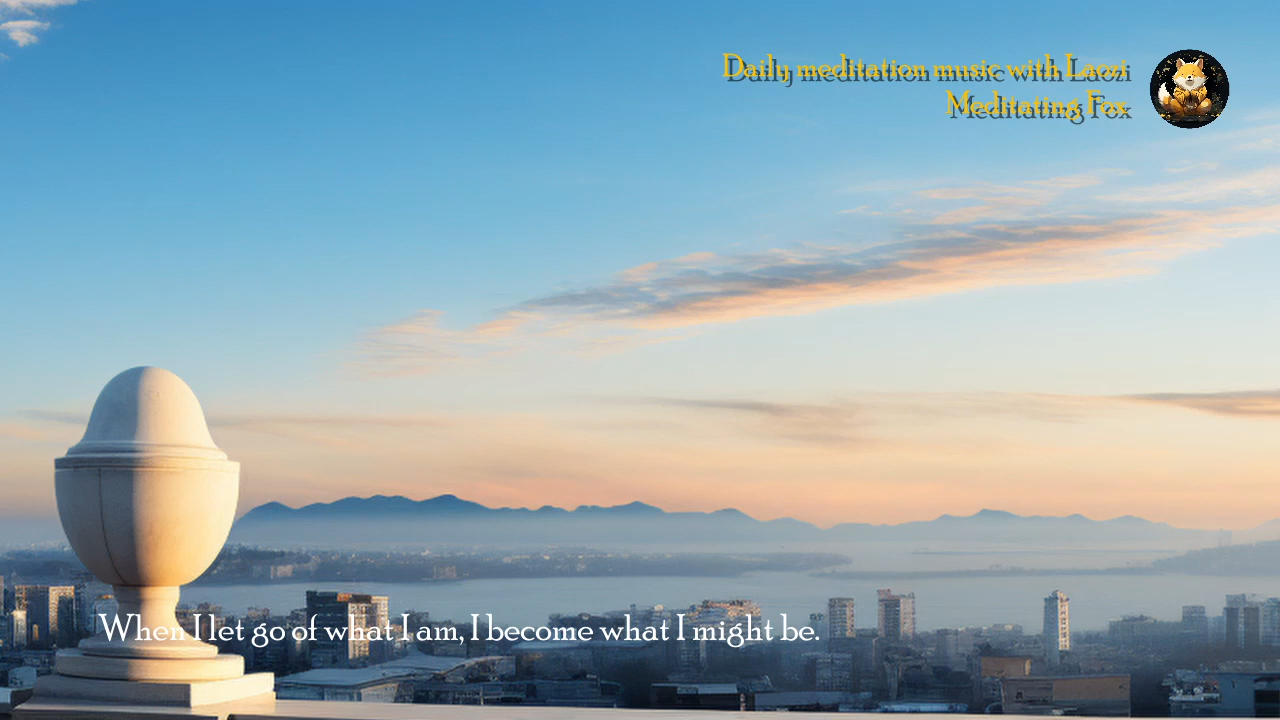 Daily meditation music with Laozi
Meditating Fox
When I let go of what I am, I become what I might be.